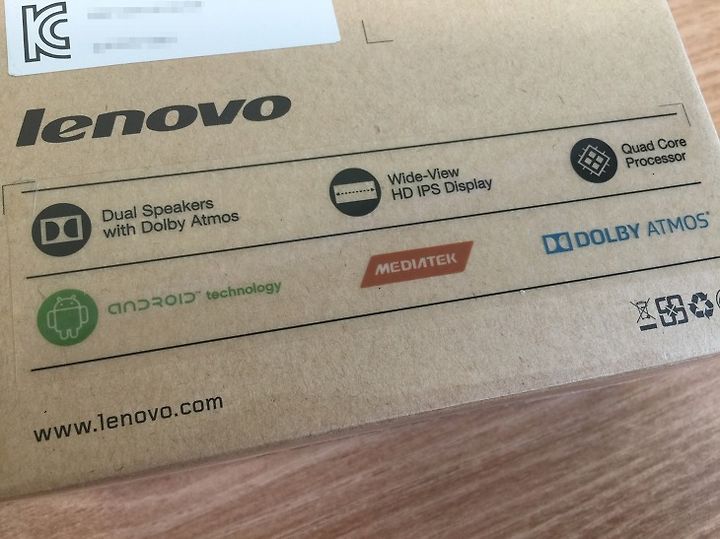 lenovo
Dual Speakers
with Dolby Atmos
Wide-View
HD IPS Display
Quad Core
Processor
ANDROID™ technology
MEDIATEK
DOLBY ATMOS®
www.lenovo.com